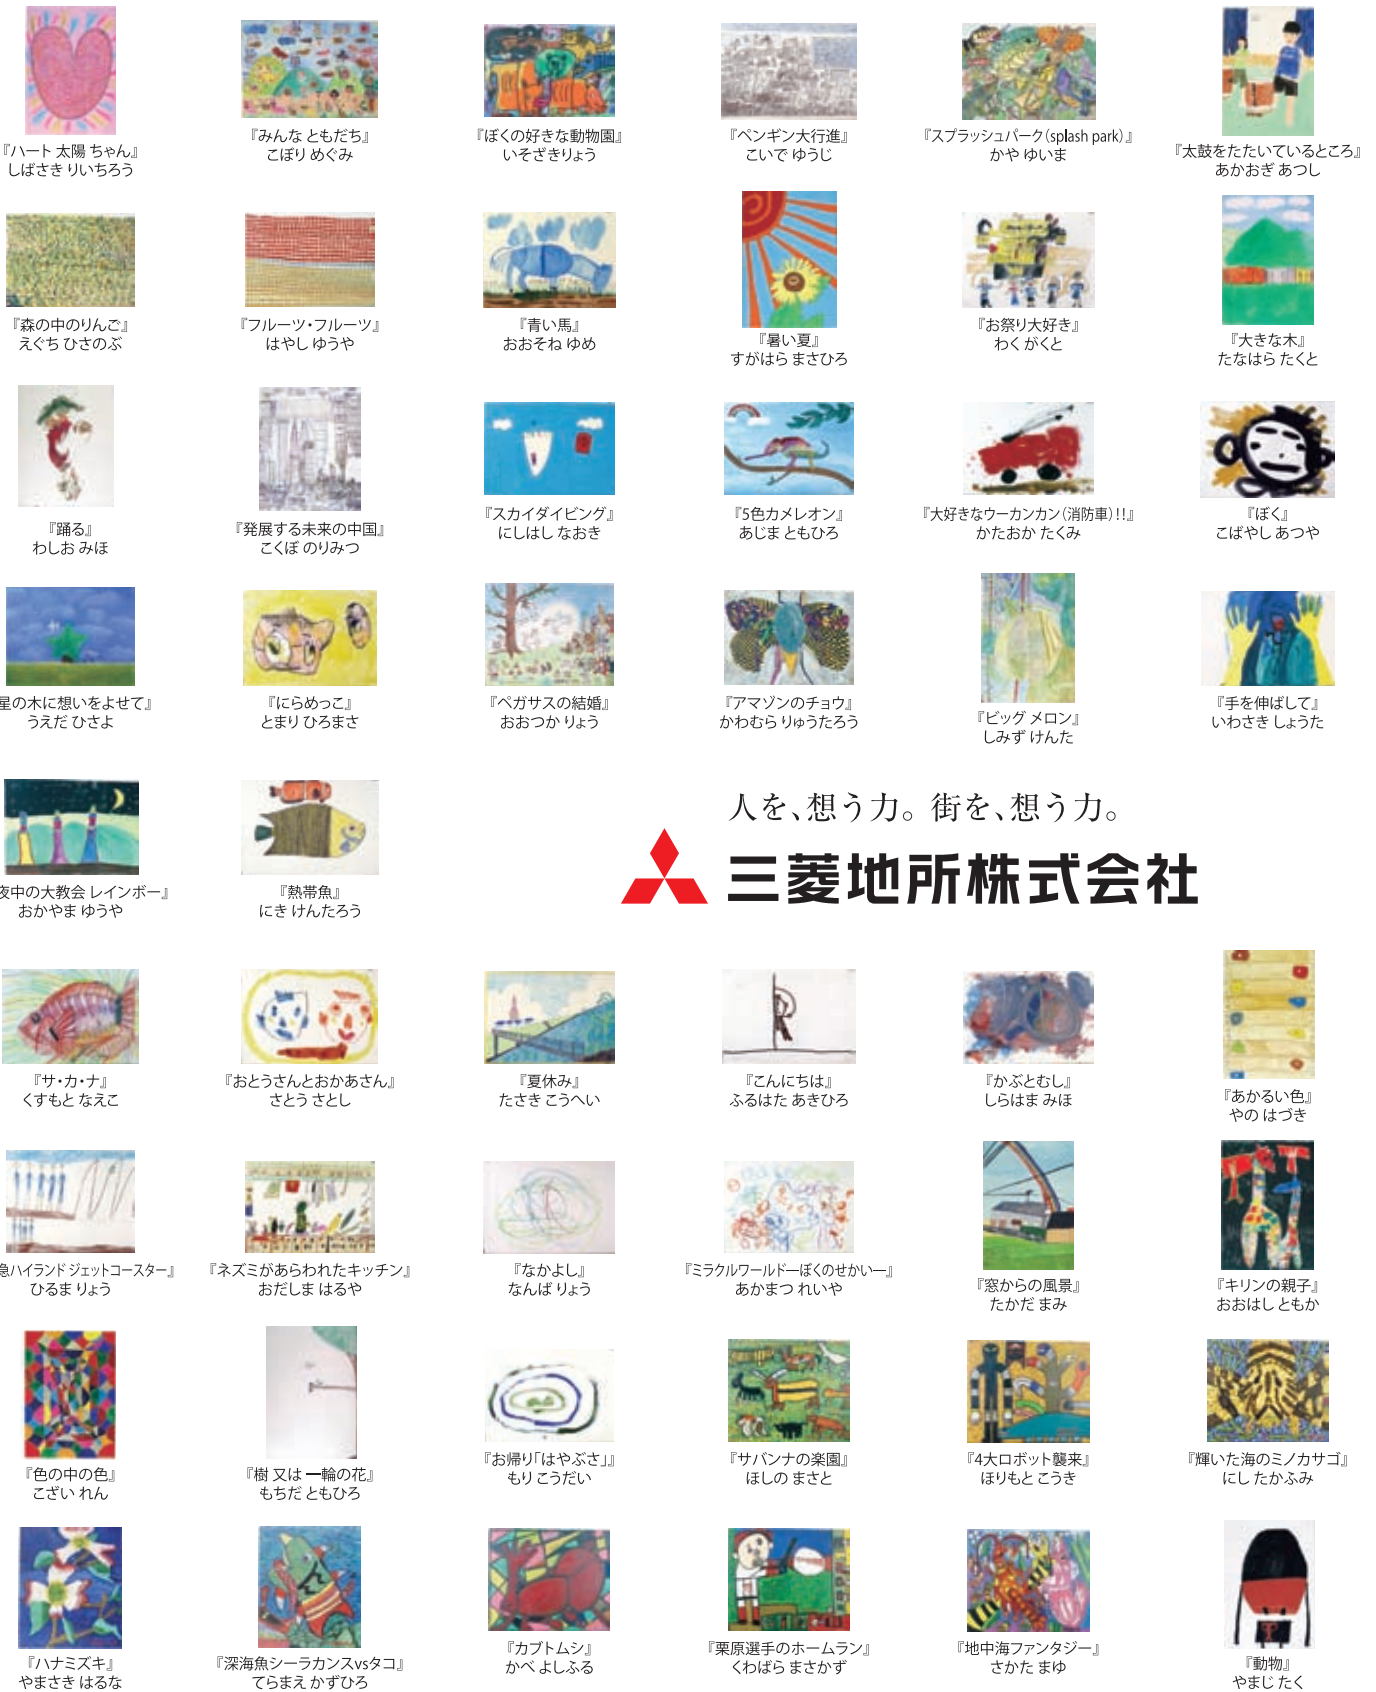 『ハート 太陽 ちゃん』
しばさき りいちろう
『みんな ともだち』
こぼり めぐみ
『ぼくの好きな動物園』
いそざきりょう
『ペンギン大行進』
こいで ゆうじ
『スプラッシュパーク(splash park)』
かや ゆいま
『太鼓をたたいているところ』
あかおぎ あつし
『森の中のりんご』
えぐち ひさのぶ
『フルーツ・フルーツ』
はやし ゆうや
『青い馬』
おおそね ゆめ
『暑い夏』
すがはら まさひろ
『お祭り大好き』
わく がくと
『大きな木』
たなはら たくと
『踊る』
わしお みほ
『発展する未来の中国』
こくぼ のりみつ
『スカイダイビング』
にしはし なおき
『5色カメレオン』
あじま ともひろ
『大好きなウーカンカン(消防車)!!』
かたおか たくみ
『ぼく』
こばやし あつや
星の木に想いをよせて』
うえだ ひさよ
『にらめっこ』
とまり ひろまさ
『ペガサスの結婚』
おおつか りょう
『アマゾンのチョウ』
かわむら りゅうたろう
『ビッグ メロン』
しみず けんた
『手を伸ばして』
いわさき しょうた
夜中の大教会 レインボー』
おかやま ゆうや
『熱帯魚』
にき けんたろう
人を、想う力。街を、想う力。
三菱地所株式会社
『サ・カ・ナ』
くすもと なえこ
『おとうさんとおかあさん』
さとう さとし
『夏休み』
たさき こうへい
『こんにちは』
ふるはた あきひろ
『かぶとむし』
しらはま みほ
『あかるい色』
やの はづき
急ハイランド ジェットコースター』
ひるま りょう
『ネズミがあらわれたキッチン』
おだしま はるや
『なかよし』
なんば りょう
『ミラクルワールド―ぼくのせかい―』
あかまつ れいや
『窓からの風景』
たかだ まみ
『キリンの親子』
おおはし ともか
『色の中の色』
こざい れん
『樹 又は 一輪の花』
もちだ ともひろ
『お帰り「はやぶさ」』
もり こうだい
『サバンナの楽園』
ほしの まさと
『4大ロボット襲来』
ほりもと こうき
『輝いた海のミノカサゴ』
にし たかふみ
『ハナミズキ』
やまさき はるな
『深海魚シーラカンスvsタコ』
てらまえ かずひろ
『カブトムシ』
かべ よしふる
『栗原選手のホームラン』
くわばら まさかず
『地中海ファンタジー』
さかた まゆ
『動物』
やまじ たく